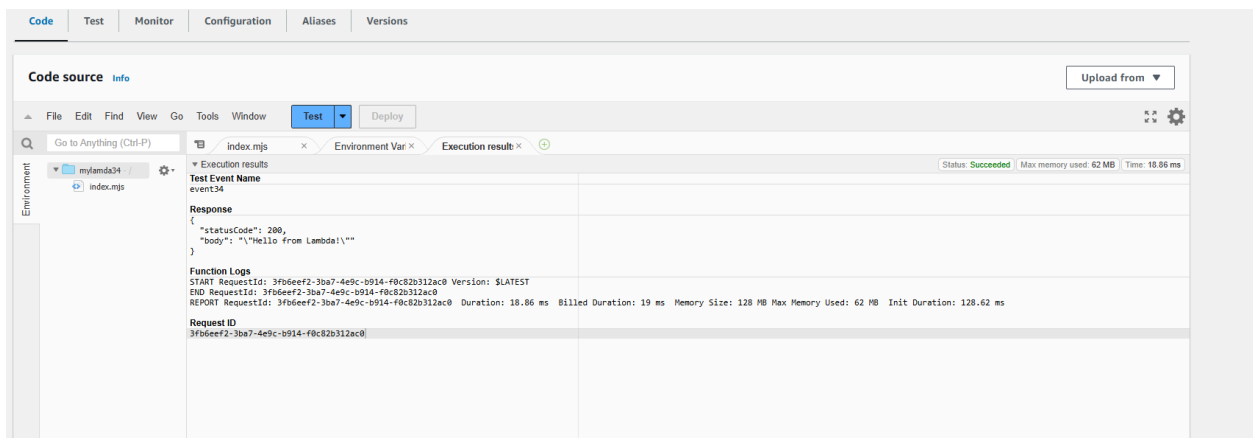 Code Test Monitor Configuration Aliases Versions
Code source Info
Upload from ▼
File Edit Find View Go Tools Window Test Deploy
Go to Anything (Ctrl-P)
index.mjs × Environment Var × Execution results ×
Environment
mylamda34 - /
index.mjs
Execution results
Status: Succeeded Max memory used: 62 MB Time: 18.86 ms
Test Event Name
event34
Response
{
"statusCode": 200,
"body": "\"Hello from Lambda!\""
}
Function Logs
START RequestId: 3fb6eef2-3ba7-4e9c-b914-f0c82b312ac0 Version: $LATEST
END RequestId: 3fb6eef2-3ba7-4e9c-b914-f0c82b312ac0
REPORT RequestId: 3fb6eef2-3ba7-4e9c-b914-f0c82b312ac0 Duration: 18.86 ms Billed Duration: 19 ms Memory Size: 128 MB Max Memory Used: 62 MB Init Duration: 128.62 ms
Request ID
3fb6eef2-3ba7-4e9c-b914-f0c82b312ac0